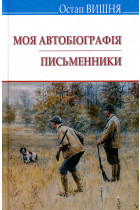 Остап ВИШНЯ
МОЯ АВТОБІОГРАФІЯ
ПИСЬМЕННИКИ